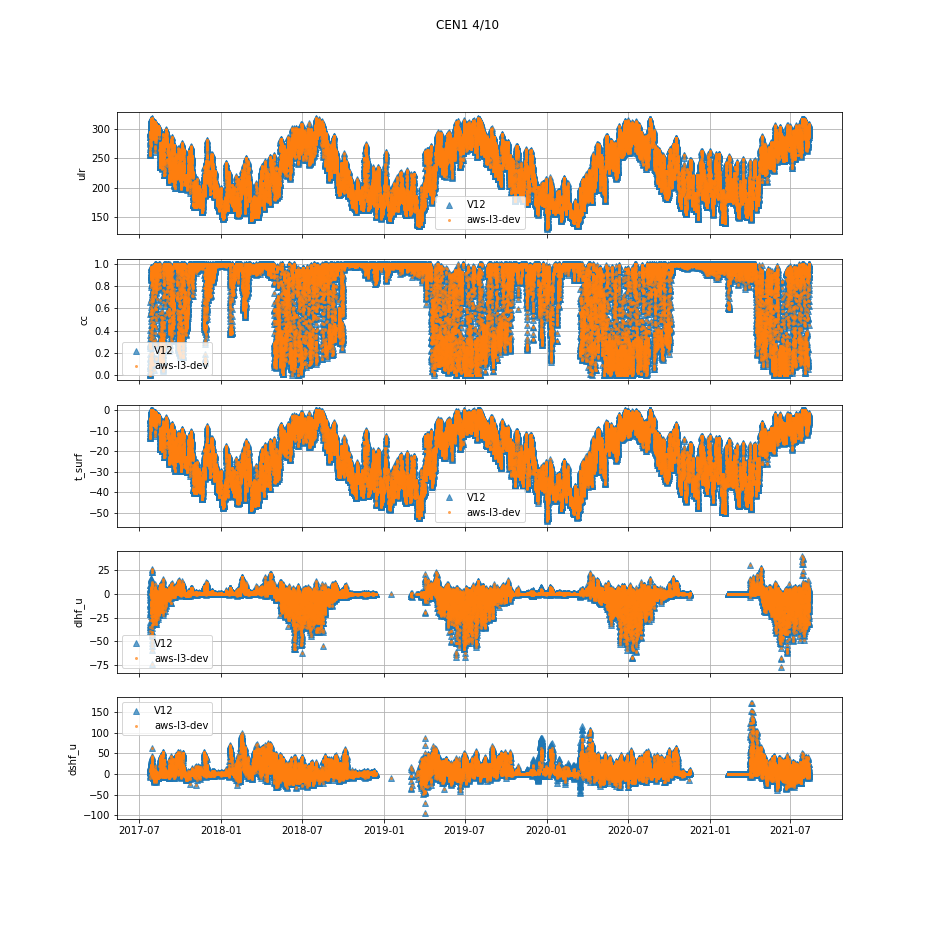 CEN1 4/10
300
250
200
150
ulr
V12
aws-l3-dev
1.0
0.8
0.6
0.4
0.2
0.0
cc
V12
aws-l3-dev
0
−10
−20
−30
−40
−50
t_surf
V12
aws-l3-dev
25
0
−25
−50
−75
dlhf_u
V12
aws-l3-dev
150
100
50
0
−50
−100
dshf_u
V12
aws-l3-dev
2017-07 2018-01 2018-07 2019-01 2019-07 2020-01 2020-07 2021-01 2021-07